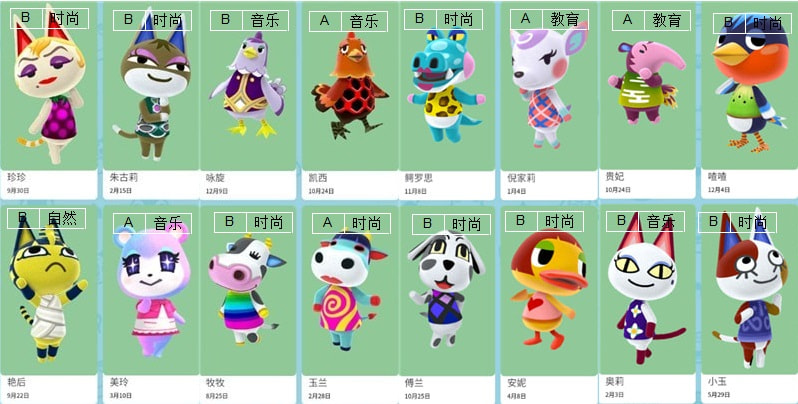 B 时尚
B 时尚
B 音乐
A 音乐
B 时尚
A 教育
A 教育
B 时尚
珍珍
朱古莉
咏旋
凯西
鳄罗思
倪家莉
贵妃
喳喳
9月30日
2月15日
12月9日
10月24日
11月8日
1月4日
10月24日
12月4日
B 自然
A 音乐
B 时尚
A 时尚
B 时尚
B 时尚
B 音乐
B 时尚
艳后
美玲
牧牧
玉兰
傅兰
安妮
奥莉
小玉
9月22日
3月10日
8月25日
2月28日
10月25日
4月8日
2月3日
5月29日